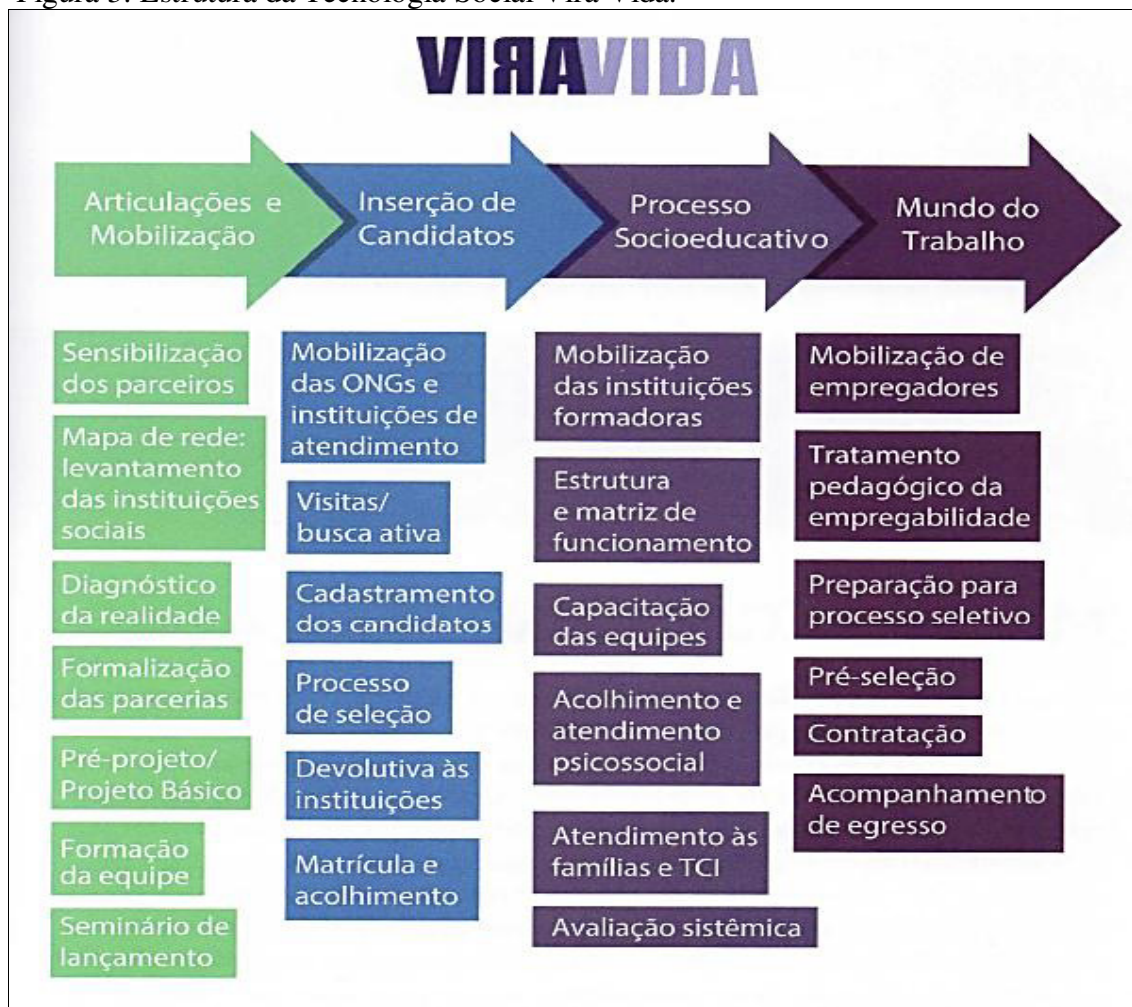 Figura 3. Estrutura da Tecnologia Social Vira Vida.
VIRAVIDA
Articulações e
Mobilização
Inserção de
Candidatos
Processo
Socioeducativo
Mundo do
Trabalho
Sensibilização
dos parceiros
Mapa de rede:
levantamento
das instituições
sociais
Diagnóstico
da realidade
Formalização
das parcerias
Pré-projeto/
Projeto Básico
Formação
da equipe
Seminário de
lançamento
Mobilização
das ONGs e
instituições de
atendimento
Visitas/
busca ativa
Cadastramento
dos candidatos
Processo
de seleção
Devolutiva às
instituições
Matrícula e
acolhimento
Mobilização
das instituições
formadoras
Estrutura
e matriz de
funcionamento
Capacitação
das equipes
Acolhimento e
atendimento
psicossocial
Atendimento às
famílias e TCI
Avaliação sistêmica
Mobilização de
empregadores
Tratamento
pedagógico da
empregabilidade
Preparação para
processo seletivo
Pré-seleção
Contratação
Acompanhamento
de egresso